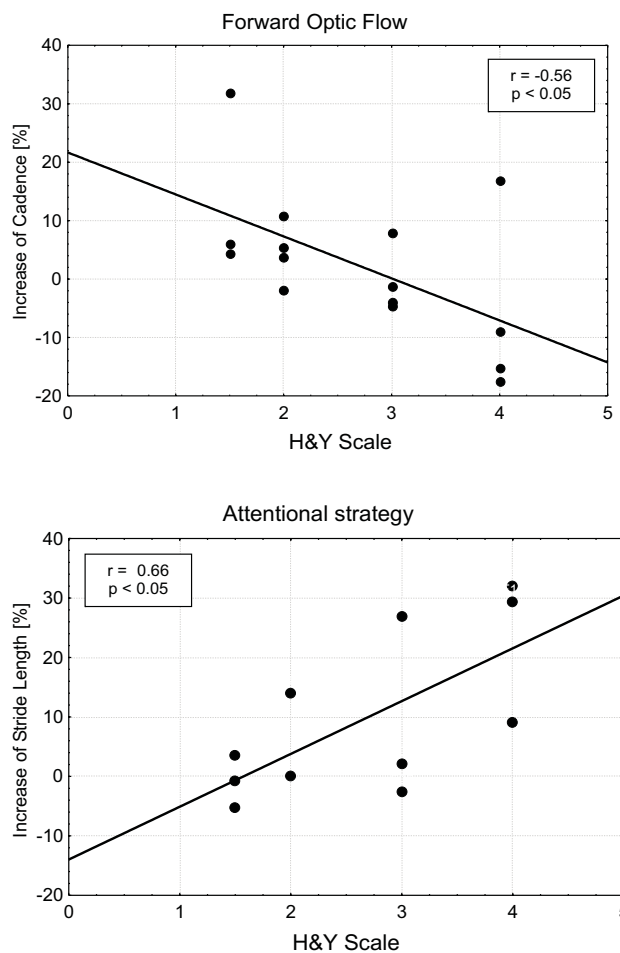 Forward Optic Flow
40
r = -0.56
p < 0.05
30
20
10
0
-10
-20
Increase of Cadence [%]
0 1 2 3 4 5
H&Y Scale
Attentional strategy
40
r = 0.66
p < 0.05
30
20
10
0
-10
-20
Increase of Stride Length [%]
0 1 2 3 4 5
H&Y Scale